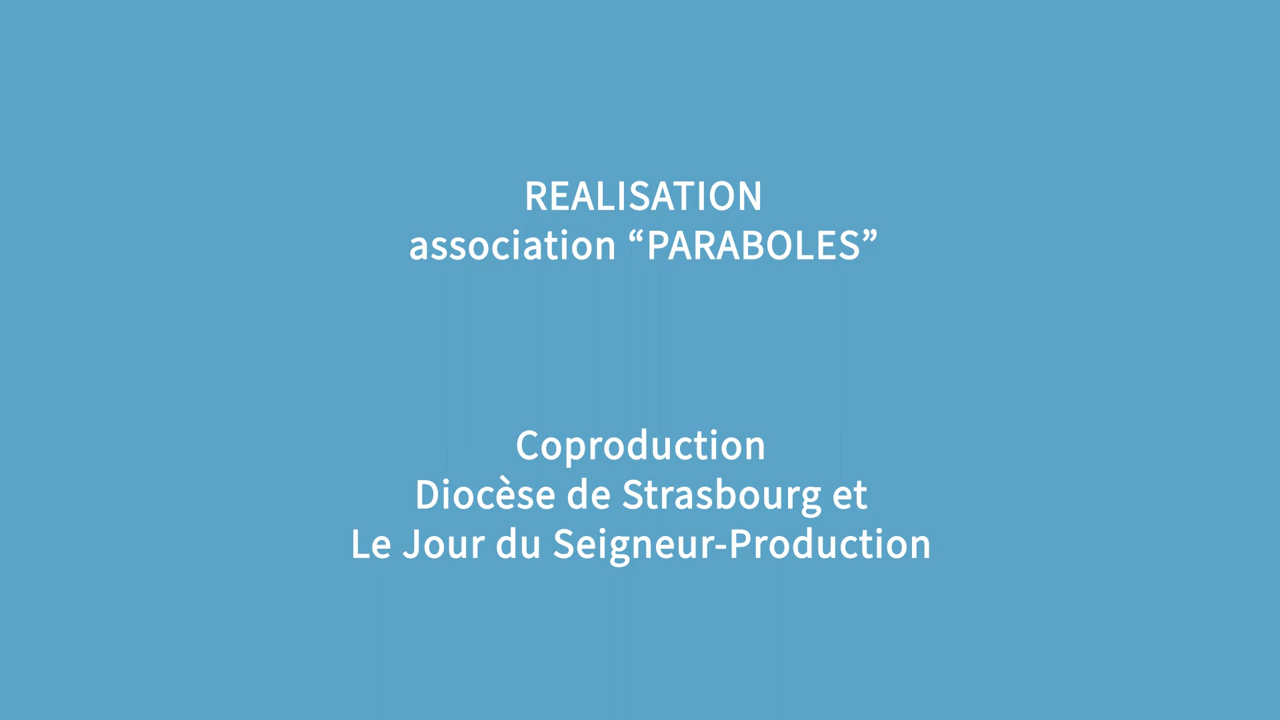 REALISATION
association “PARABOLES”
Coproduction
Diocèse de Strasbourg et
Le Jour du Seigneur-Production